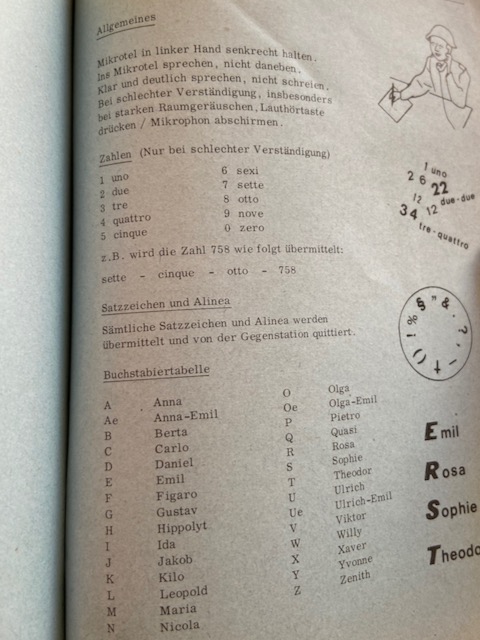 Allgemeines
Mikrotel in linker Hand senkrecht halten.
Ins Mikrotel sprechen, nicht daneben.
Klar und deutlich sprechen, nicht schreien.
Bei schlechter Verständigung, insbesonders
bei starken Raumgeräuschen, Lauthörtaste
drücken / Mikrophon abschirmen.
Zahlen (Nur bei schlechter Verständigung)
1 uno 6 sexi
2 due 7 sette
3 tre 8 otto
4 quattro 9 nove
5 cinque 0 zero
1 uno
2 6 22
12 due-due
34 12
tre-quattro
z.B. wird die Zahl 758 wie folgt übermittelt:
sette - cinque - otto - 758
Satzzeichen und Alinea
Sämtliche Satzzeichen und Alinea werden
übermittelt und von der Gegenstation quittiert.
§ " & . ? , - † ( ) ! %
Buchstabiertabelle
A Anna O Olga
Ae Anna-Emil Oe Olga-Emil
B Berta P Pietro
C Carlo Q Quasi
D Daniel R Rosa
E Emil S Sophie
F Figaro T Theodor
G Gustav U Ulrich
H Hippolyt Ue Ulrich-Emil
I Ida V Viktor
J Jakob W Willy
K Kilo X Xaver
L Leopold Y Yvonne
M Maria Z Zenith
N Nicola
Emil
Rosa
Sophie
Theodo